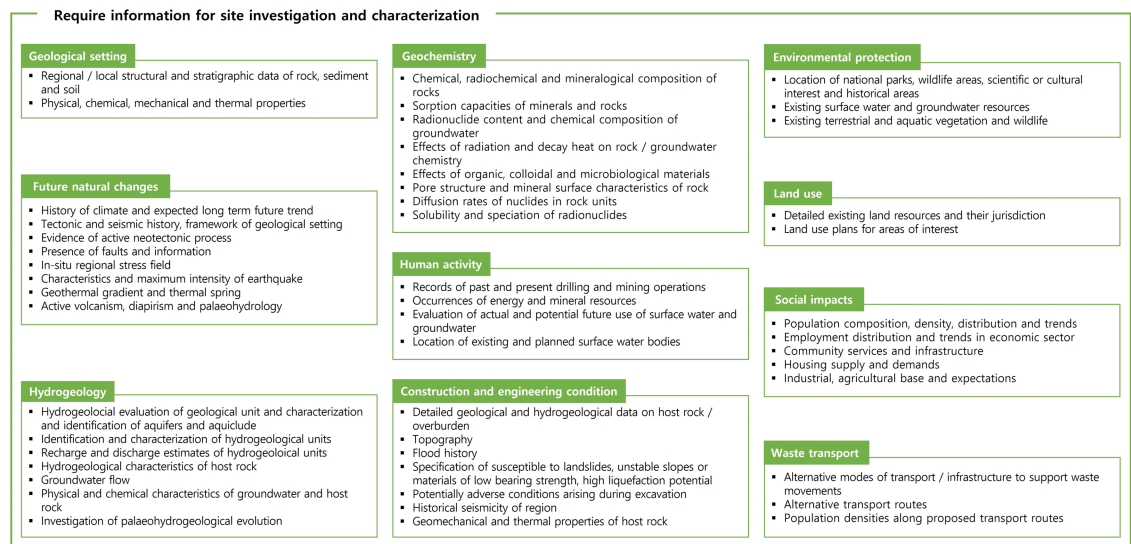 Require information for site investigation and characterization
Geological setting
▪ Regional / local structural and stratigraphic data of rock, sediment
and soil
▪ Physical, chemical, mechanical and thermal properties
Future natural changes
▪ History of climate and expected long term future trend
▪ Tectonic and seismic history, framework of geological setting
▪ Evidence of active neotectonic process
▪ Presence of faults and information
▪ In-situ regional stress field
▪ Characteristics and maximum intensity of earthquake
▪ Geothermal gradient and thermal spring
▪ Active volcanism, diapirism and palaeohydrology
Hydrogeology
▪ Hydrogeolocial evaluation of geological unit and characterization
and identification of aquifers and aquiclude
▪ Identification and characterization of hydrogeological units
▪ Recharge and discharge estimates of hydrogeoloical units
▪ Hydrogeological characteristics of host rock
▪ Groundwater flow
▪ Physical and chemical characteristics of groundwater and host
rock
▪ Investigation of palaeohydrogeological evolution
Geochemistry
▪ Chemical, radiochemical and mineralogical composition of
rocks
▪ Sorption capacities of minerals and rocks
▪ Radionuclide content and chemical composition of
groundwater
▪ Effects of radiation and decay heat on rock / groundwater
chemistry
▪ Effects of organic, colloidal and microbiological materials
▪ Pore structure and mineral surface characteristics of rock
▪ Diffusion rates of nuclides in rock units
▪ Solubility and speciation of radionuclides
Human activity
▪ Records of past and present drilling and mining operations
▪ Occurrences of energy and mineral resources
▪ Evaluation of actual and potential future use of surface water and
groundwater
▪ Location of existing and planned surface water bodies
Construction and engineering condition
▪ Detailed geological and hydrogeological data on host rock /
overburden
▪ Topography
▪ Flood history
▪ Specification of susceptible to landslides, unstable slopes or
materials of low bearing strength, high liquefaction potential
▪ Potentially adverse conditions arising during excavation
▪ Historical seismicity of region
▪ Geomechanical and thermal properties of host rock
Environmental protection
▪ Location of national parks, wildlife areas, scientific or cultural
interest and historical areas
▪ Existing surface water and groundwater resources
▪ Existing terrestrial and aquatic vegetation and wildlife
Land use
▪ Detailed existing land resources and their jurisdiction
▪ Land use plans for areas of interest
Social impacts
▪ Population composition, density, distribution and trends
▪ Employment distribution and trends in economic sector
▪ Community services and infrastructure
▪ Housing supply and demands
▪ Industrial, agricultural base and expectations
Waste transport
▪ Alternative modes of transport / infrastructure to support waste
movements
▪ Alternative transport routes
▪ Population densities along proposed transport routes